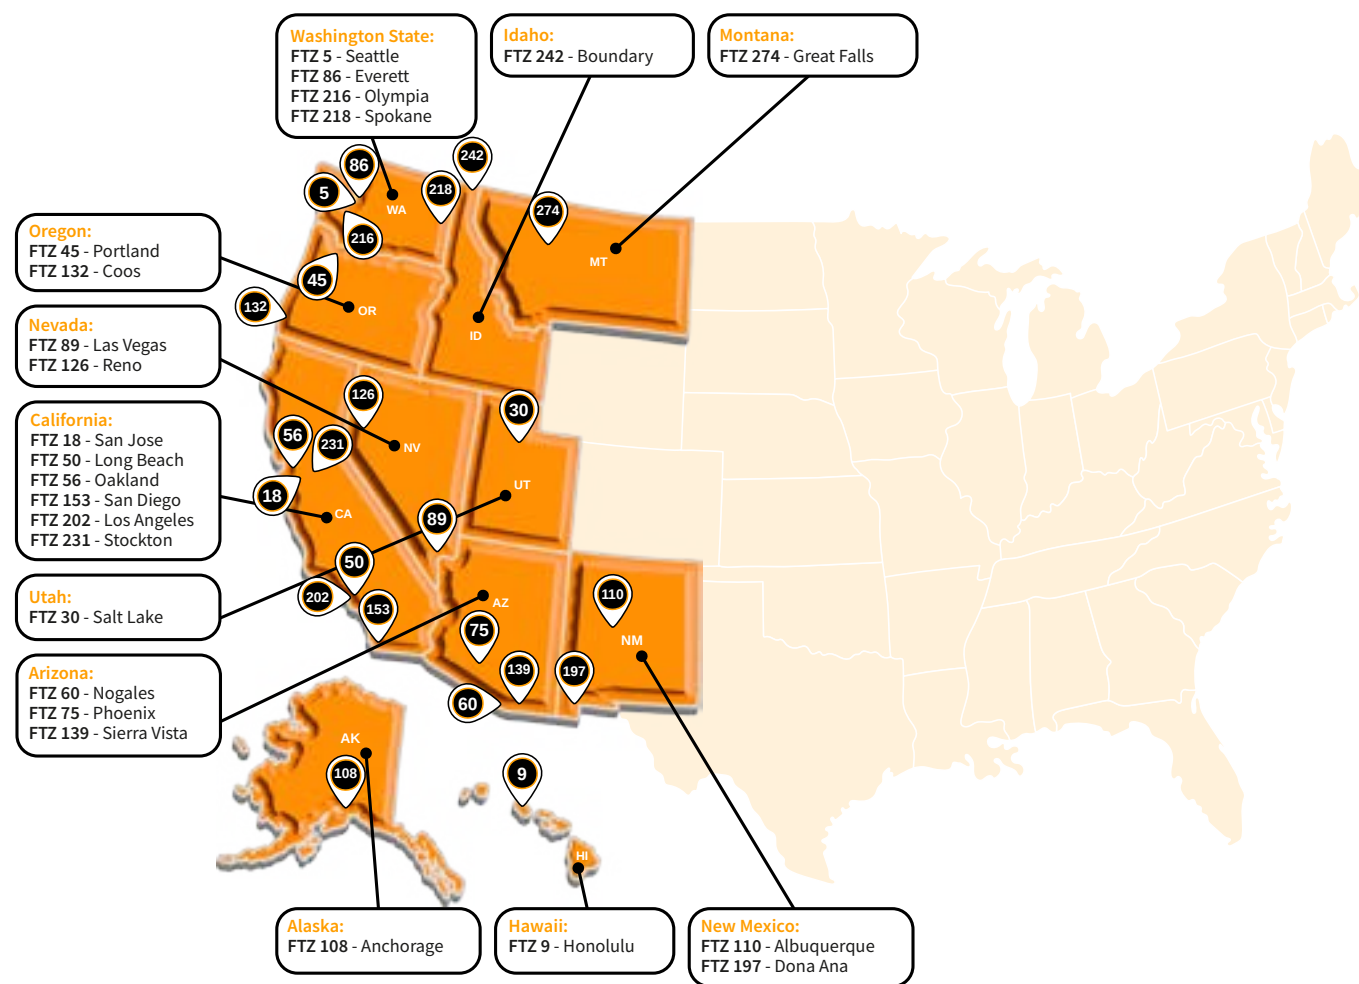 Washington State:
FTZ 5 - Seattle
FTZ 86 - Everett
FTZ 216 - Olympia
FTZ 218 - Spokane
Idaho:
FTZ 242 - Boundary
Montana:
FTZ 274 - Great Falls
Oregon:
FTZ 45 - Portland
FTZ 132 - Coos
Nevada:
FTZ 89 - Las Vegas
FTZ 126 - Reno
California:
FTZ 18 - San Jose
FTZ 50 - Long Beach
FTZ 56 - Oakland
FTZ 153 - San Diego
FTZ 202 - Los Angeles
FTZ 231 - Stockton
Utah:
FTZ 30 - Salt Lake
Arizona:
FTZ 60 - Nogales
FTZ 75 - Phoenix
FTZ 139 - Sierra Vista
Alaska:
FTZ 108 - Anchorage
Hawaii:
FTZ 9 - Honolulu
New Mexico:
FTZ 110 - Albuquerque
FTZ 197 - Dona Ana
86
242
5
218
WA
274
216
MT
45
132
OR
ID
126
30
56
231
NV
18
UT
CA
89
50
202
153
AZ
110
75
NM
139
197
60
AK
108
9
HI